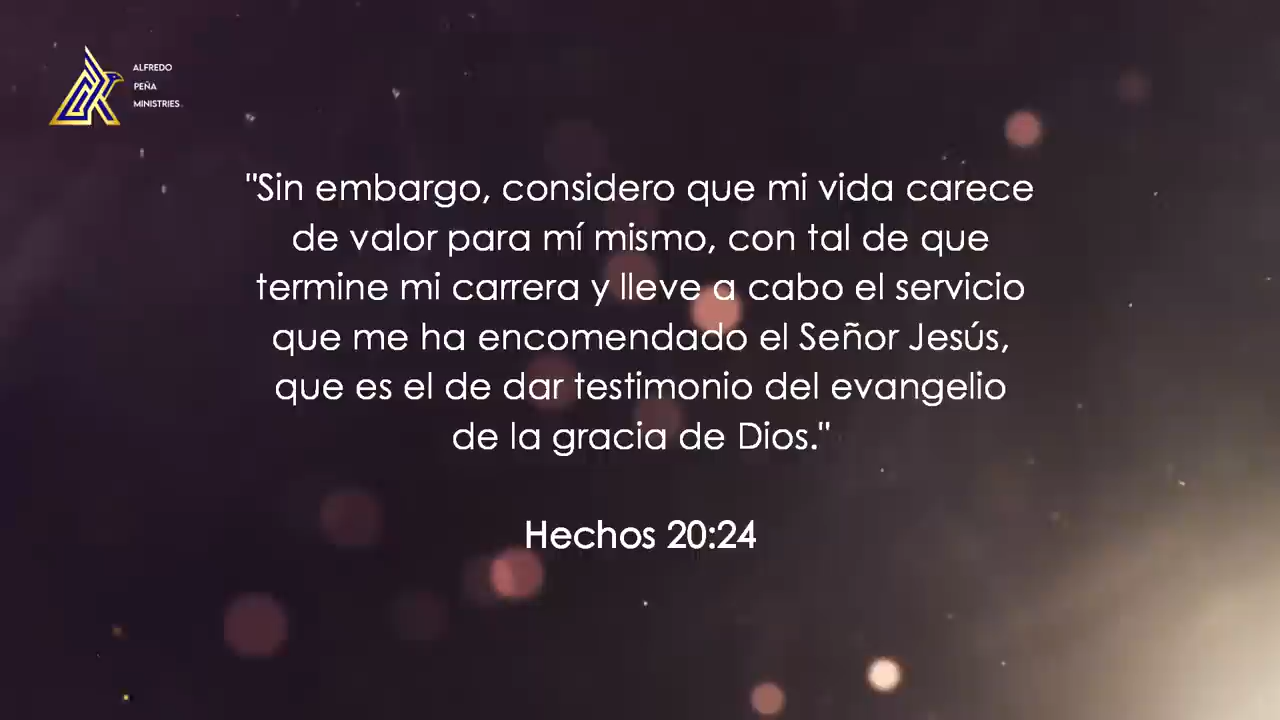 ALFREDO
PEÑA
MINISTRIES
"Sin embargo, considero que mi vida carece
de valor para mí mismo, con tal de que
termine mi carrera y lleve a cabo el servicio
que me ha encomendado el Señor Jesús,
que es el de dar testimonio del evangelio
de la gracia de Dios."
Hechos 20:24